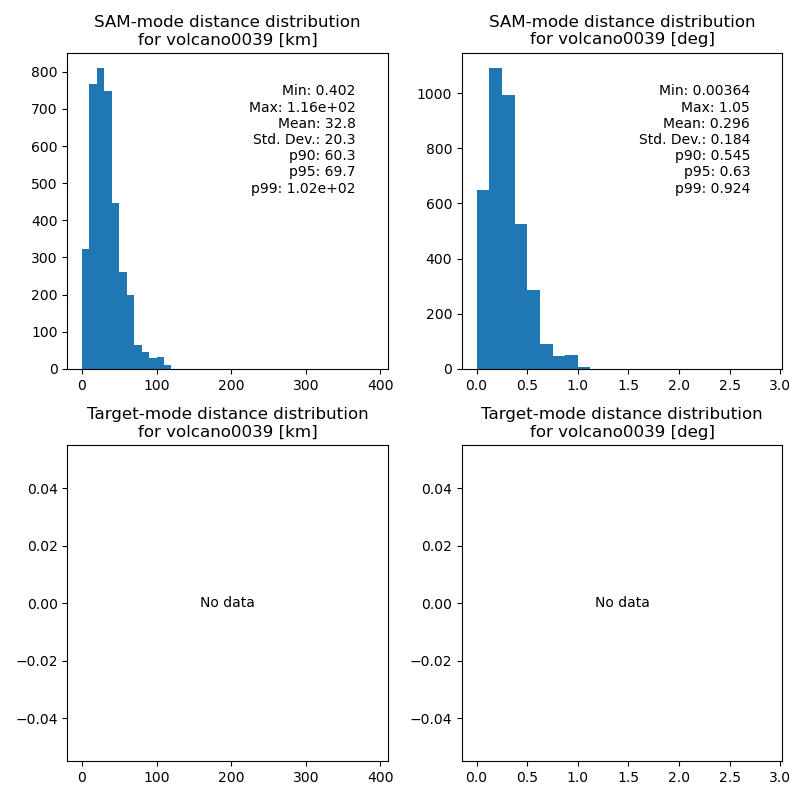 SAM-mode distance distribution
for volcano0039 [km]
800
700
600
500
400
300
200
100
0
0 100 200 300 400
Min: 0.402
Max: 1.16e+02
Mean: 32.8
Std. Dev.: 20.3
p90: 60.3
p95: 69.7
p99: 1.02e+02
SAM-mode distance distribution
for volcano0039 [deg]
1000
800
600
400
200
0
0.0 0.5 1.0 1.5 2.0 2.5 3.0
Min: 0.00364
Max: 1.05
Mean: 0.296
Std. Dev.: 0.184
p90: 0.545
p95: 0.63
p99: 0.924
Target-mode distance distribution
for volcano0039 [km]
0.04
0.02
0.00
−0.02
−0.04
No data
0 100 200 300 400
Target-mode distance distribution
for volcano0039 [deg]
0.04
0.02
0.00
−0.02
−0.04
No data
0.0 0.5 1.0 1.5 2.0 2.5 3.0